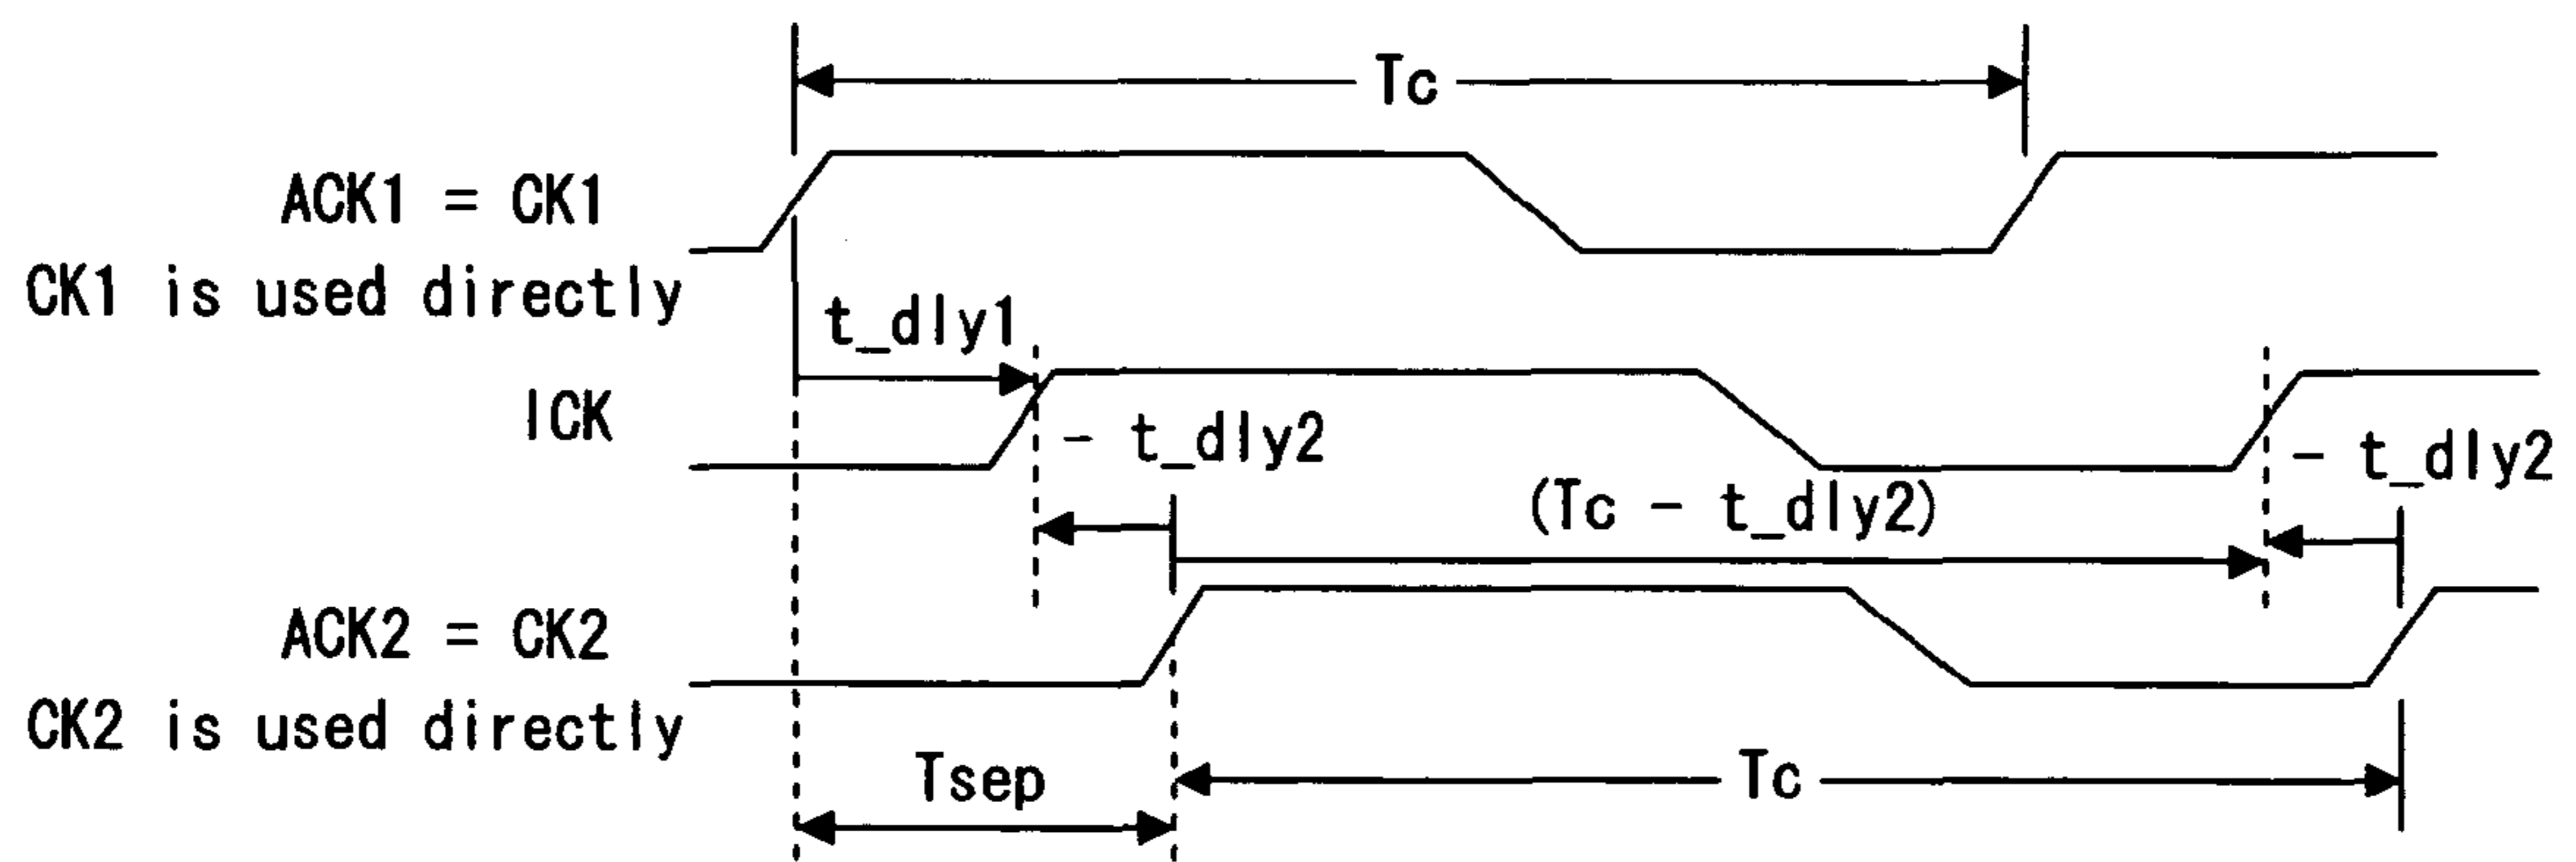 Tc
ACK1 = CK1
CK1 is used directly
t_dly1
ICK
- t_dly2
- t_dly2
(Tc - t_dly2)
ACK2 = CK2
CK2 is used directly
Tsep
Tc